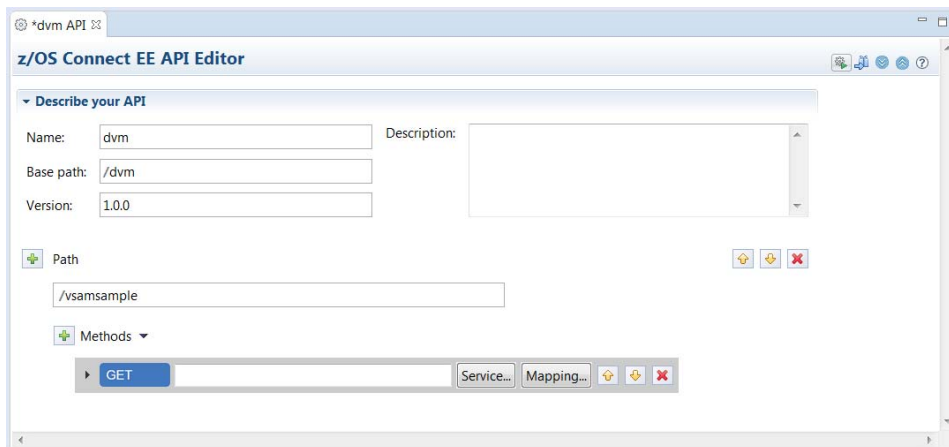 *dvm API
z/OS Connect EE API Editor
Describe your API
Name: dvm
Description:
Base path: /dvm
Version: 1.0.0
Path
/vsamsample
Methods
GET Service... Mapping...